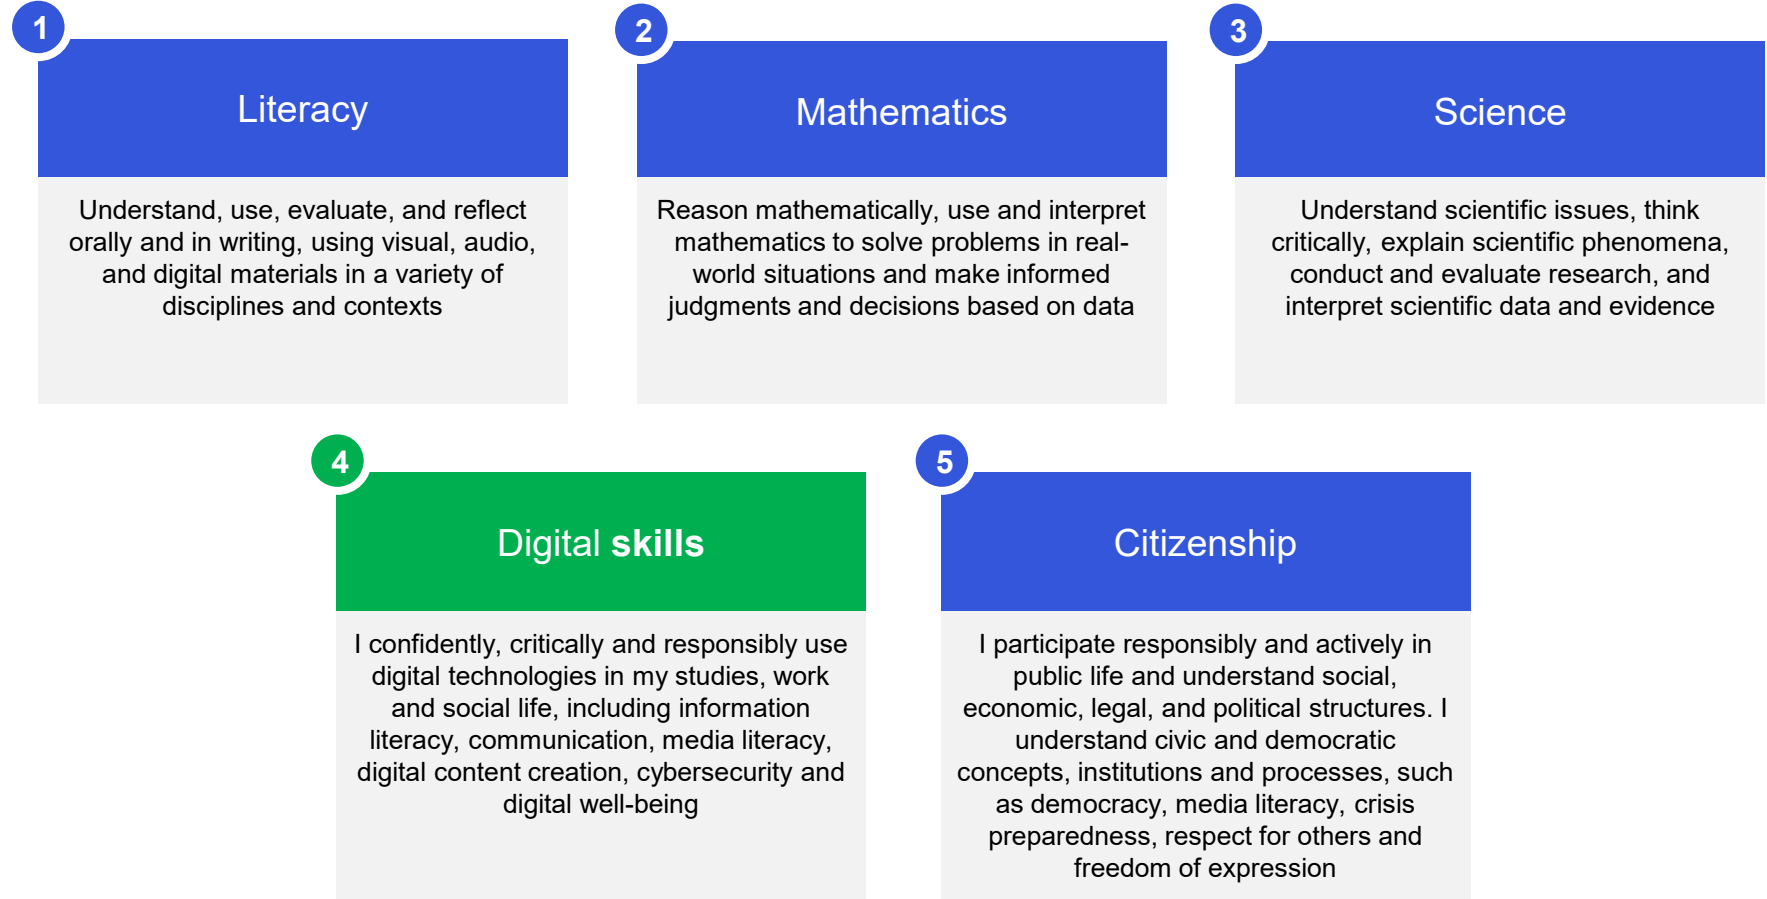 1
Literacy
Understand, use, evaluate, and reflect
orally and in writing, using visual, audio,
and digital materials in a variety of
disciplines and contexts
2
Mathematics
Reason mathematically, use and interpret
mathematics to solve problems in real-
world situations and make informed
judgments and decisions based on data
3
Science
Understand scientific issues, think
critically, explain scientific phenomena,
conduct and evaluate research, and
interpret scientific data and evidence
4
Digital skills
I confidently, critically and responsibly use
digital technologies in my studies, work
and social life, including information
literacy, communication, media literacy,
digital content creation, cybersecurity and
digital well-being
5
Citizenship
I participate responsibly and actively in
public life and understand social,
economic, legal, and political structures. I
understand civic and democratic
concepts, institutions and processes, such
as democracy, media literacy, crisis
preparedness, respect for others and
freedom of expression